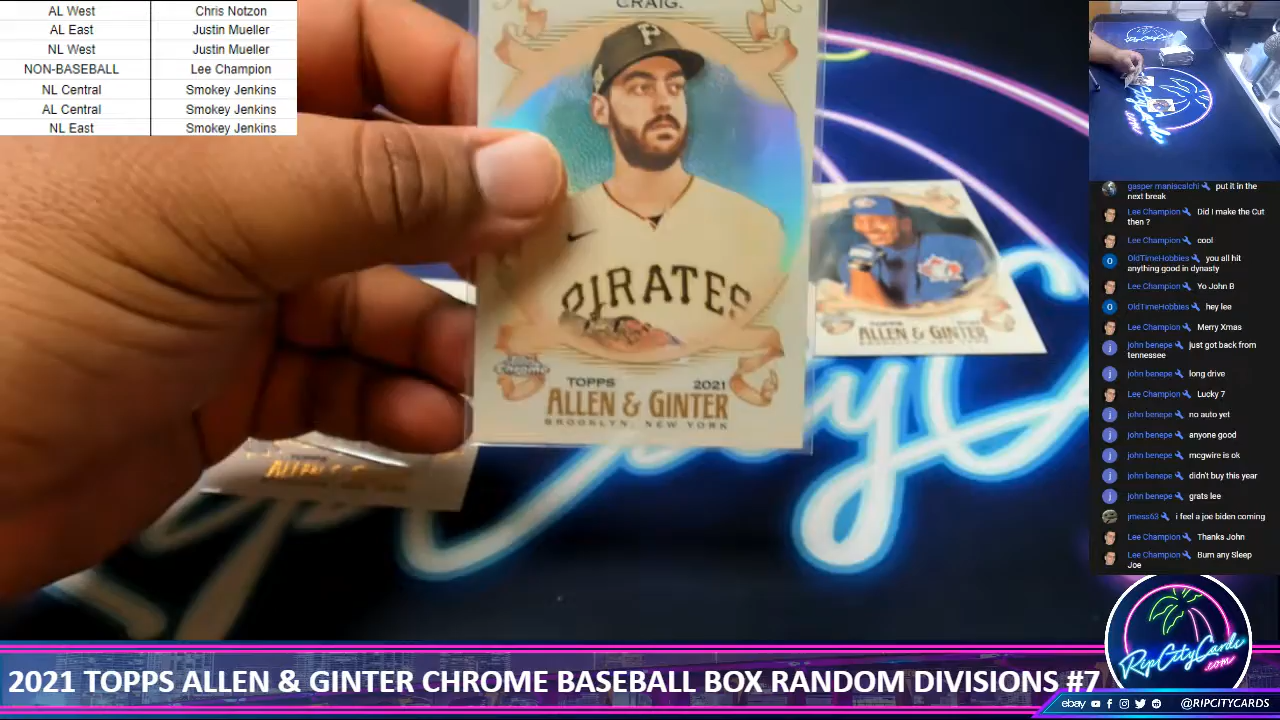 AL West Chris Notzon
AL East Justin Mueller
NL West Justin Mueller
NON-BASEBALL Lee Champion
NL Central Smokey Jenkins
AL Central Smokey Jenkins
NL East Smokey Jenkins
CRAIG.
P
PIRATES
Topps Chrome
TOPPS 2021
ALLEN & GINTER
BROOKLYN, NEW YORK
ALLEN & GINTER
gasper maniscalchi put it in the
next break
Lee Champion Did I make the Cut
then ?
Lee Champion cool
OldTimeHobbies you all hit
anything good in dynasty
Lee Champion Yo John B
OldTimeHobbies hey lee
Lee Champion Merry Xmas
john benepe just got back from
tennessee
john benepe long drive
Lee Champion Lucky 7
john benepe no auto yet
john benepe anyone good
john benepe mcgwire is ok
john benepe didn't buy this year
john benepe grats lee
jmess63 i feel a joe biden coming
Lee Champion Thanks John
Lee Champion Burn any Sleep
Joe
RipCityCards
.com
2021 TOPPS ALLEN & GINTER CHROME BASEBALL BOX RANDOM DIVISIONS #7
ebay @RIPCITYCARDS